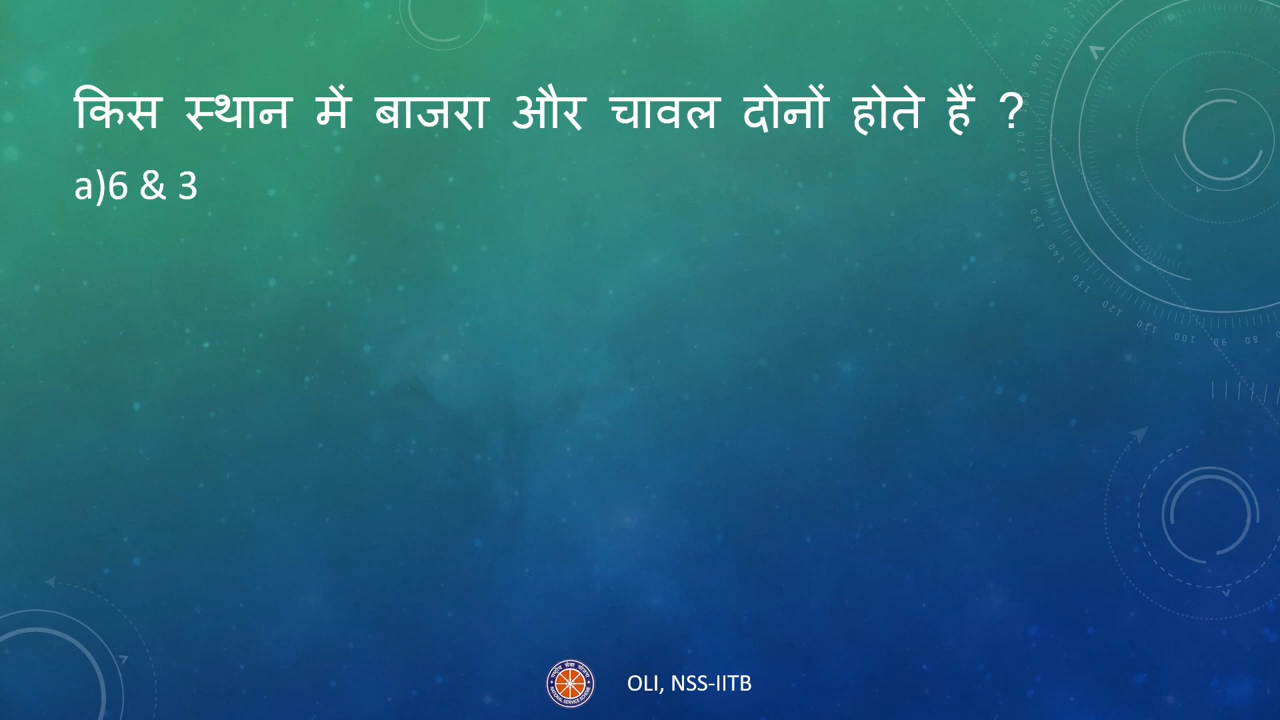 किस स्थान में बाजरा और चावल दोनों होते हैं ?
a)6 & 3
OLI, NSS-IITB